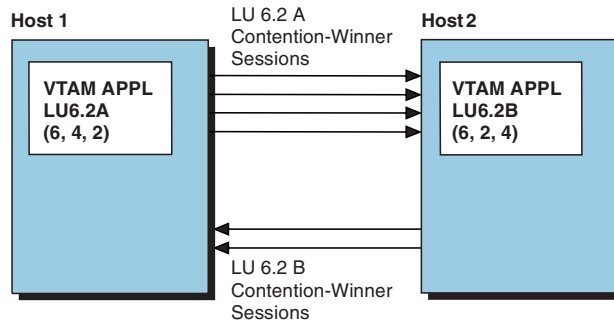 Host 1
LU 6.2 A
Contention-Winner
Sessions
Host 2
VTAM APPL
LU6.2A
(6, 4, 2)
VTAM APPL
LU6.2B
(6, 2, 4)
LU 6.2 B
Contention-Winner
Sessions